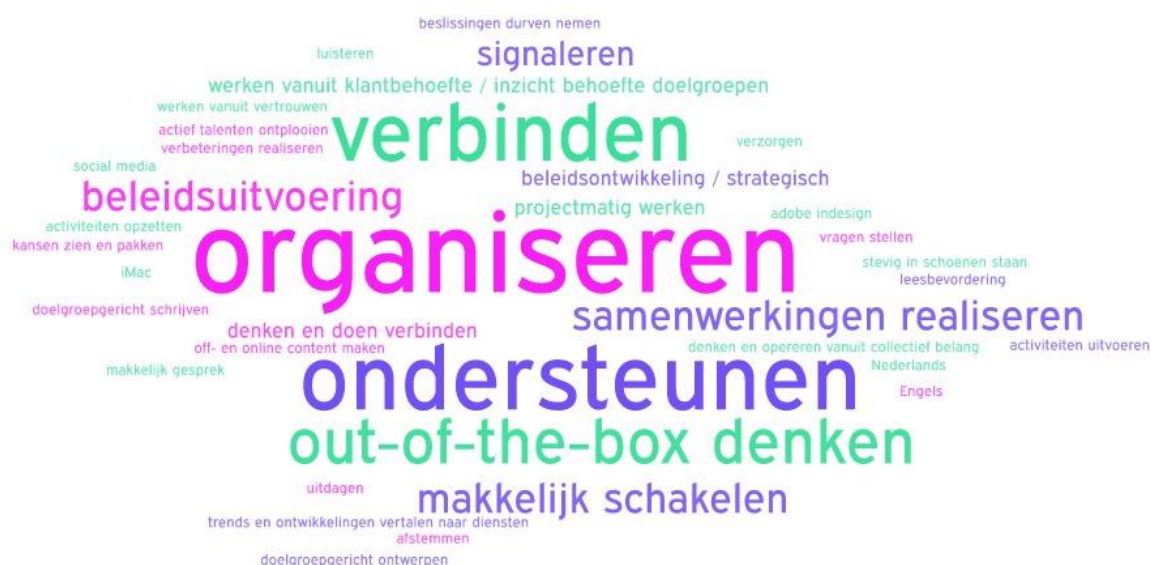 beslissingen durven nemen
signaleren
luisteren
werken vanuit klantbehoefte / inzicht behoefte doelgroepen
werken vanuit vertrouwen
verbinden
actief talenten ontplooien
verzorgen
verbeteringen realiseren
social media
beleidsontwikkeling / strategisch
beleidsuitvoering
projectmatig werken
adobe indesign
activiteiten opzetten
organiseren
vragen stellen
kansen zien en pakken
stevig in schoenen staan
iMac
leesbevordering
doelgroepgericht schrijven
samenwerkingen realiseren
denken en doen verbinden
off- en online content maken
denken en opereren vanuit collectief belang
activiteiten uitvoeren
makkelijk gesprek
Nederlands
ondersteunen
Engels
out-of-the-box denken
uitdagen
makkelijk schakelen
trends en ontwikkelingen vertalen naar diensten
afstemmen
doelgroepgericht ontwerpen